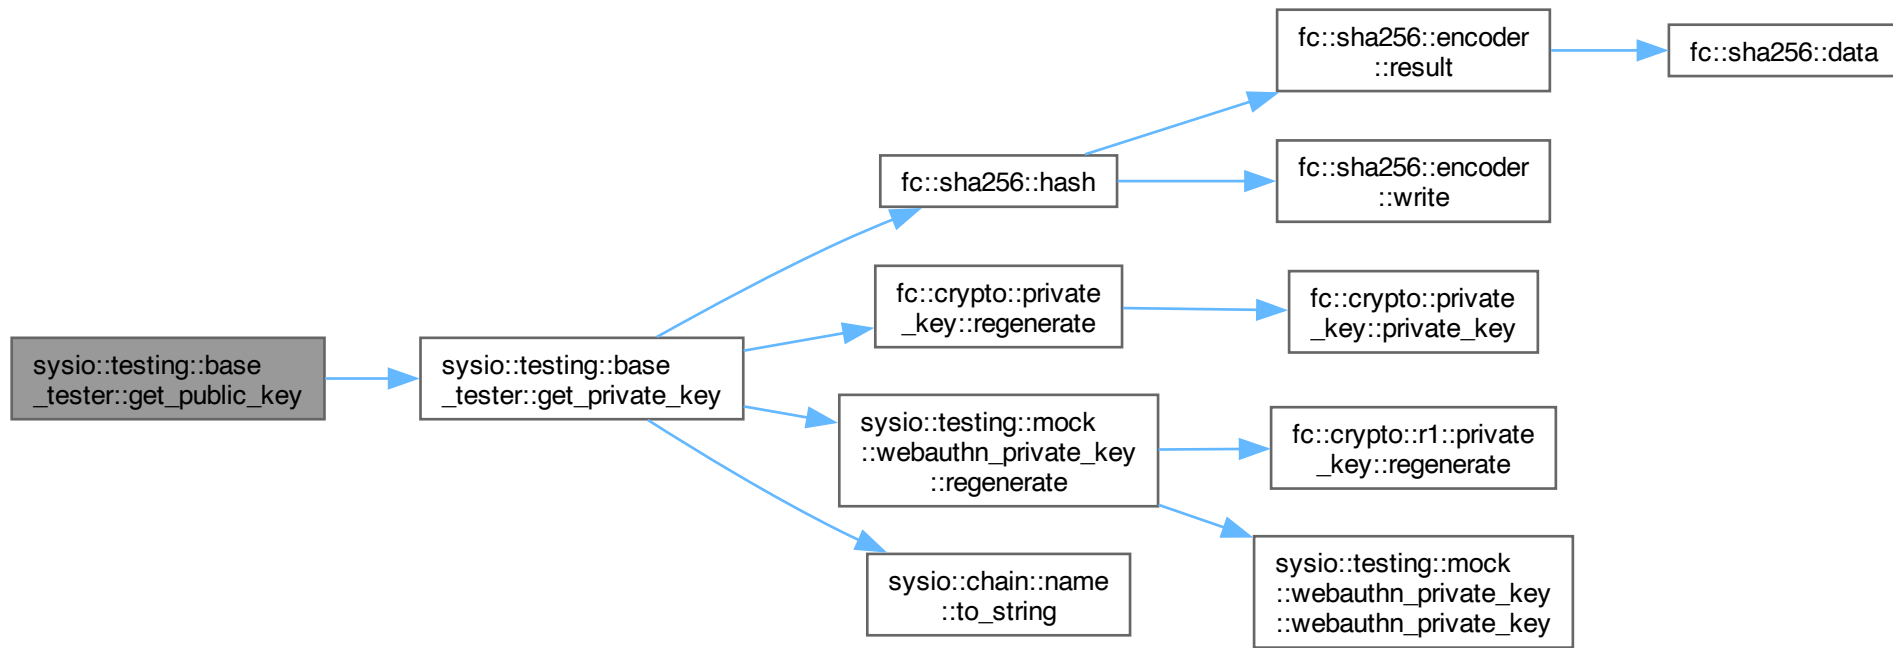 sysio::testing::base
_tester::get_public_key
sysio::testing::base
_tester::get_private_key
fc::sha256::hash
fc::sha256::encoder
::result
fc::sha256::data
fc::sha256::encoder
::write
fc::crypto::private
_key::regenerate
fc::crypto::private
_key::private_key
sysio::testing::mock
::webauthn_private_key
::regenerate
fc::crypto::r1::private
_key::regenerate
sysio::testing::mock
::webauthn_private_key
::webauthn_private_key
sysio::chain::name
::to_string